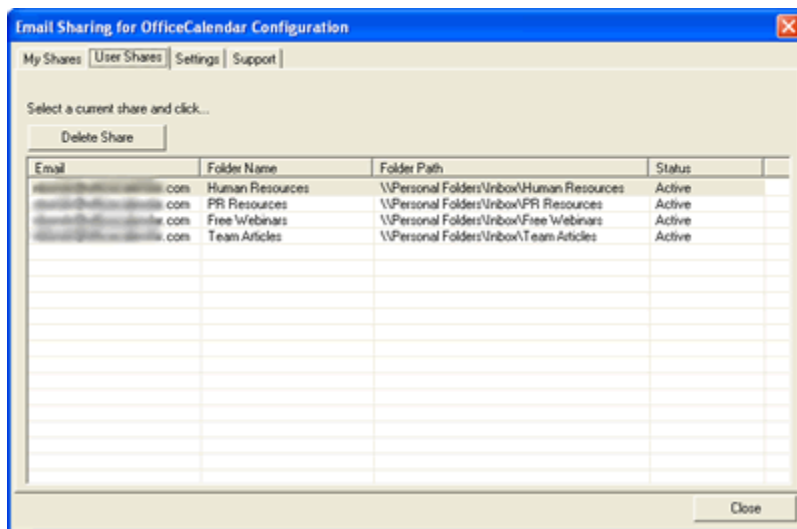 Email Sharing for OfficeCalendar Configuration
My Shares User Shares Settings Support
Select a current share and click...
Delete Share
Email Folder Name Folder Path Status
.com Human Resources \\Personal Folders\Inbox\Human Resources Active
.com PR Resources \\Personal Folders\Inbox\PR Resources Active
.com Free Webinars \\Personal Folders\Inbox\Free Webinars Active
.com Team Articles \\Personal Folders\Inbox\Team Articles Active
Close